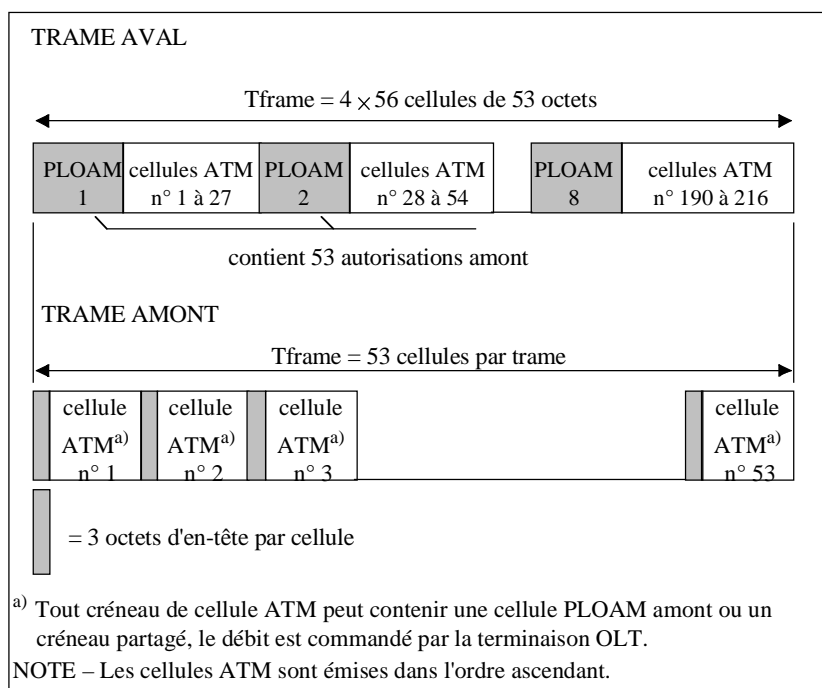 TRAME AVAL
Tframe = 4 × 56 cellules de 53 octets
PLOAM 1
cellules ATM n° 1 à 27
PLOAM 2
cellules ATM n° 28 à 54
PLOAM 8
cellules ATM n° 190 à 216
contient 53 autorisations amont
TRAME AMONT
Tframe = 53 cellules par trame
cellule ATM a) n° 1
cellule ATM a) n° 2
cellule ATM a) n° 3
cellule ATM a) n° 53
= 3 octets d'en-tête par cellule
a) Tout créneau de cellule ATM peut contenir une cellule PLOAM amont ou un
créneau partagé, le débit est commandé par la terminaison OLT.
NOTE – Les cellules ATM sont émises dans l'ordre ascendant.